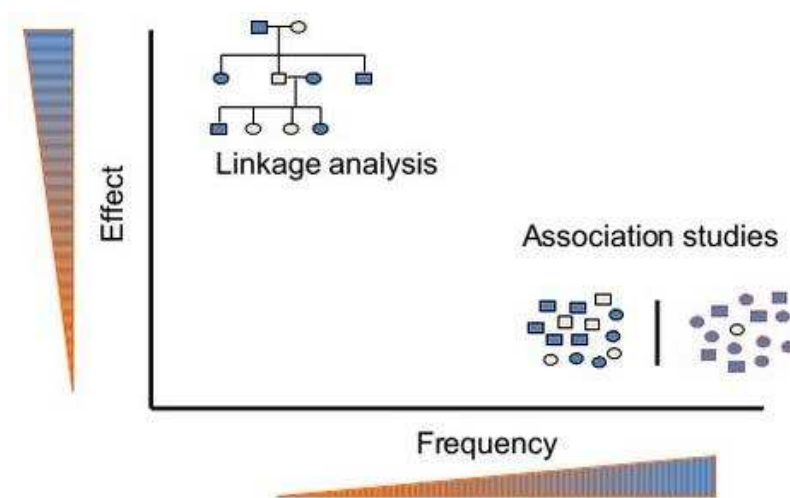 Linkage analysis
Effect
Association studies
Frequency